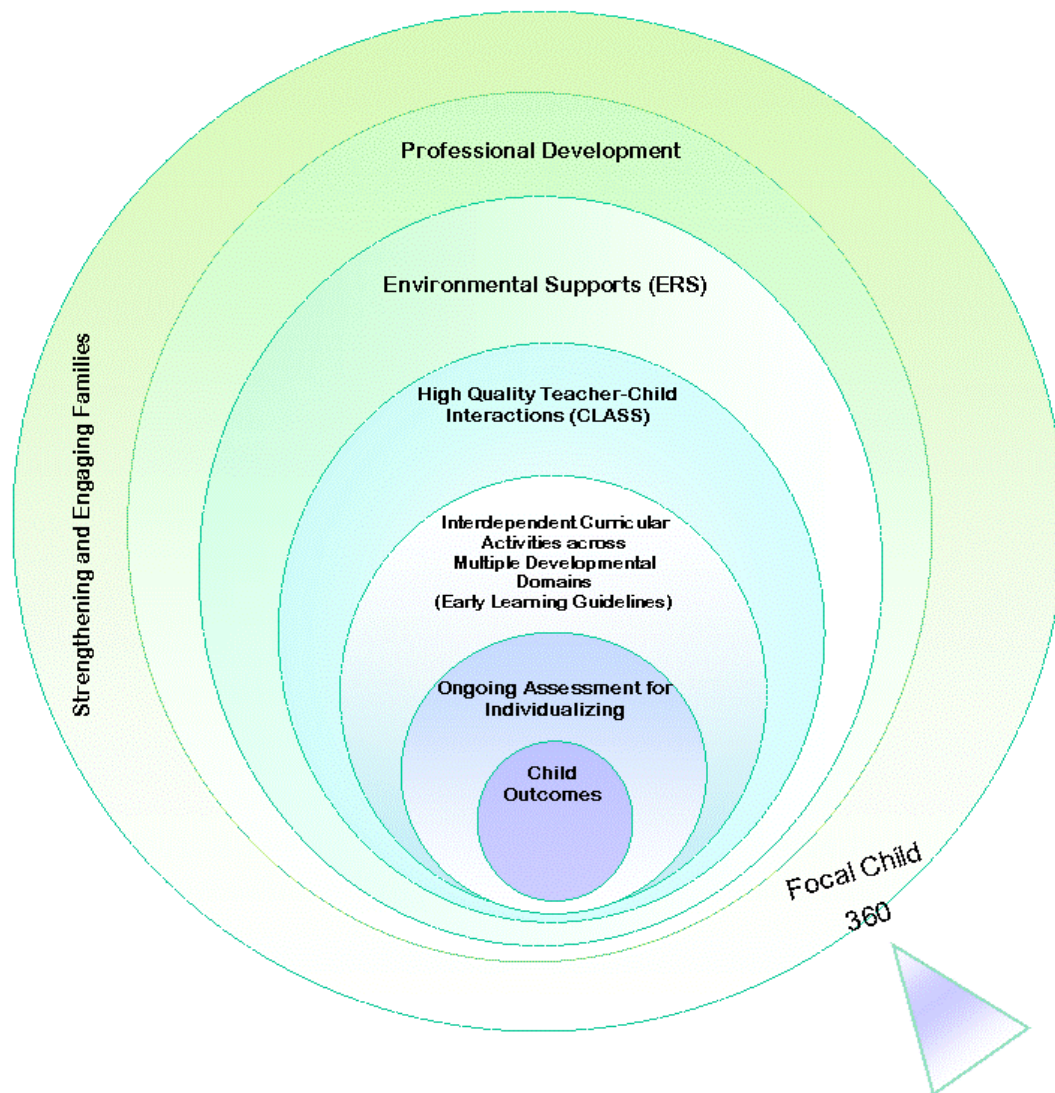 Professional Development
Environmental Supports (ERS)
High Quality Teacher-Child
Interactions (CLASS)
Interdependent Curricular
Activities across
Multiple Developmental
Domains
(Early Learning Guidelines)
Ongoing Assessment for
Individualizing
Child
Outcomes
Strengthening and Engaging Families
Focal Child
360